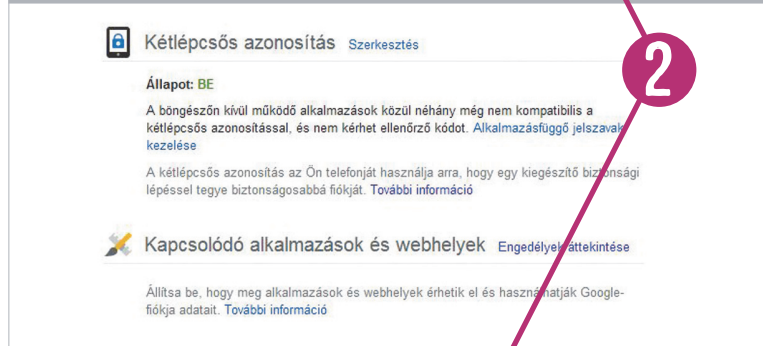 Kétlépcsős azonosítás Szerkesztés
2
Állapot: BE
A böngészőn kívül működő alkalmazások közül néhány még nem kompatibilis a
kétlépcsős azonosítással, és nem kérhet ellenőrző kódot. Alkalmazásfüggő jelszavak
kezelése
A kétlépcsős azonosítás az Ön telefonját használja arra, hogy egy kiegészítő biztonsági
lépéssel tegye biztonságosabbá fiókját. További információ
Kapcsolódó alkalmazások és webhelyek Engedélyek áttekintése
Állítsa be, hogy meg alkalmazások és webhelyek érhetik el és használhatják Google-
fiókja adatait. További információ